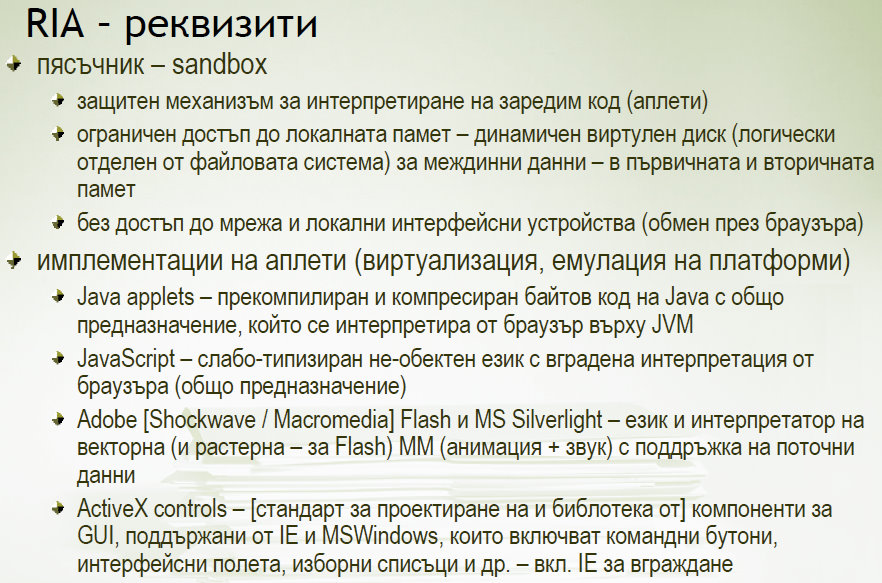 RIA - реквизити
пясъчник – sandbox
защитен механизъм за интерпретиране на заредим код (аплети)
ограничен достъп до локалната памет – динамичен виртулен диск (логически
отделен от файловата система) за междинни данни – в първичната и вторичната
памет
без достъп до мрежа и локални интерфейсни устройства (обмен през браузъра)
имплементации на аплети (виртуализация, емулация на платформи)
Java applets – прекомпилиран и компресиран байтов код на Java с общо
предназначение, който се интерпретира от браузър върху JVM
JavaScript – слабо-типизиран не-обектен език с вградена интерпретация от
браузъра (общо предназначение)
Adobe [Shockwave / Macromedia] Flash и MS Silverlight – език и интерпретатор на
векторна (и растерна – за Flash) ММ (анимация + звук) с поддръжка на поточни
данни
ActiveX controls – [стандарт за проектиране на и библотека от] компоненти за
GUI, поддържани от IE и MSWindows, които включват командни бутони,
интерфейсни полета, изборни списъци и др. – вкл. IE за вграждане